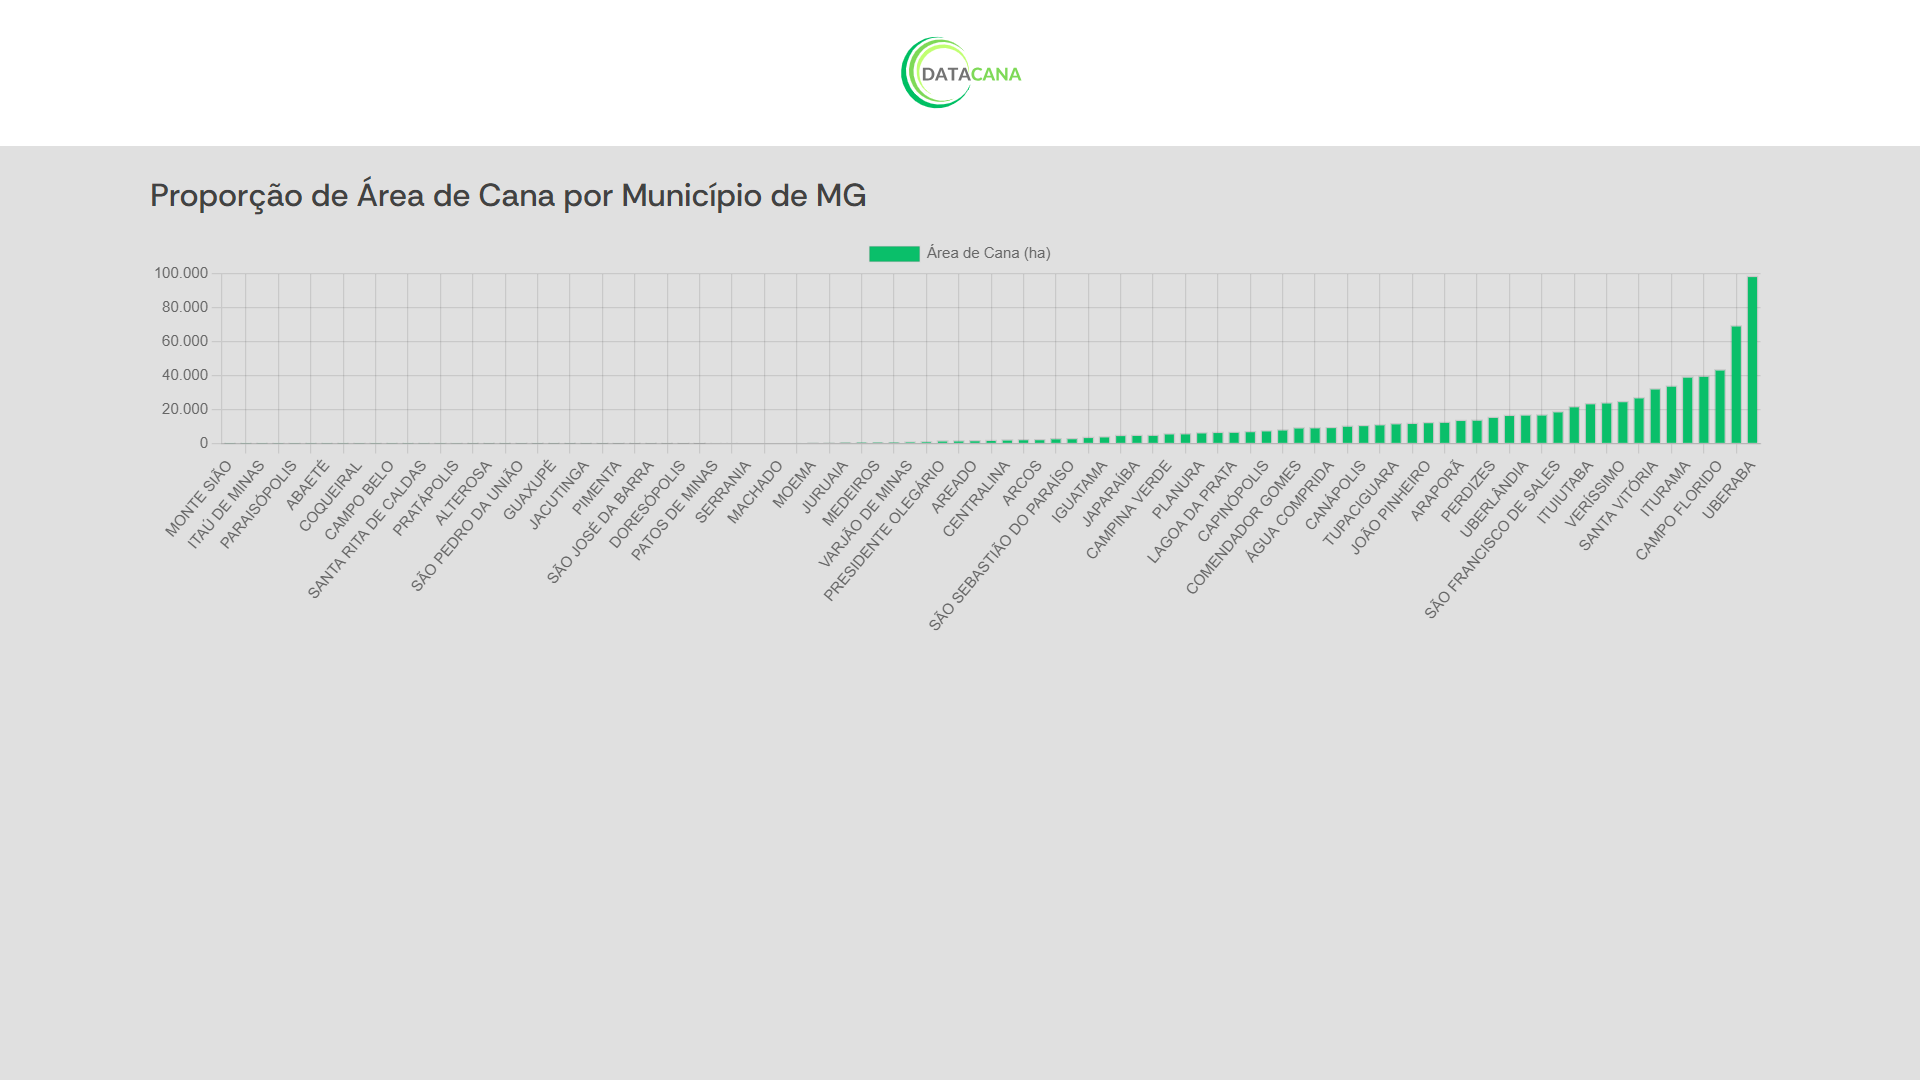 DATACANA
Proporção de Área de Cana por Município de MG
Área de Cana (ha)
100.000
80.000
60.000
40.000
20.000
0
MONTE SIÃO
ITAÚ DE MINAS
PARAISÓPOLIS
ABAETÉ
COQUEIRAL
CAMPO BELO
SANTA RITA DE CALDAS
PRATÁPOLIS
ALTEROSA
SÃO PEDRO DA UNIÃO
GUAXUPÉ
JACUTINGA
PIMENTA
SÃO JOSÉ DA BARRA
DORESÓPOLIS
PATOS DE MINAS
SERRANIA
MACHADO
MOEMA
JURUAIA
MEDEIROS
VARJÃO DE MINAS
PRESIDENTE OLEGÁRIO
AREADO
CENTRALINA
ARCOS
SÃO SEBASTIÃO DO PARAÍSO
IGUATAMA
JAPARAÍBA
CAMPINA VERDE
PLANURA
LAGOA DA PRATA
CAPINÓPOLIS
COMENDADOR GOMES
ÁGUA COMPRIDA
CANÁPOLIS
TUPACIGUARA
JOÃO PINHEIRO
ARAPORÃ
PERDIZES
UBERLÂNDIA
SÃO FRANCISCO DE SALES
ITUIUTABA
VERÍSSIMO
SANTA VITÓRIA
ITURAMA
CAMPO FLORIDO
UBERABA